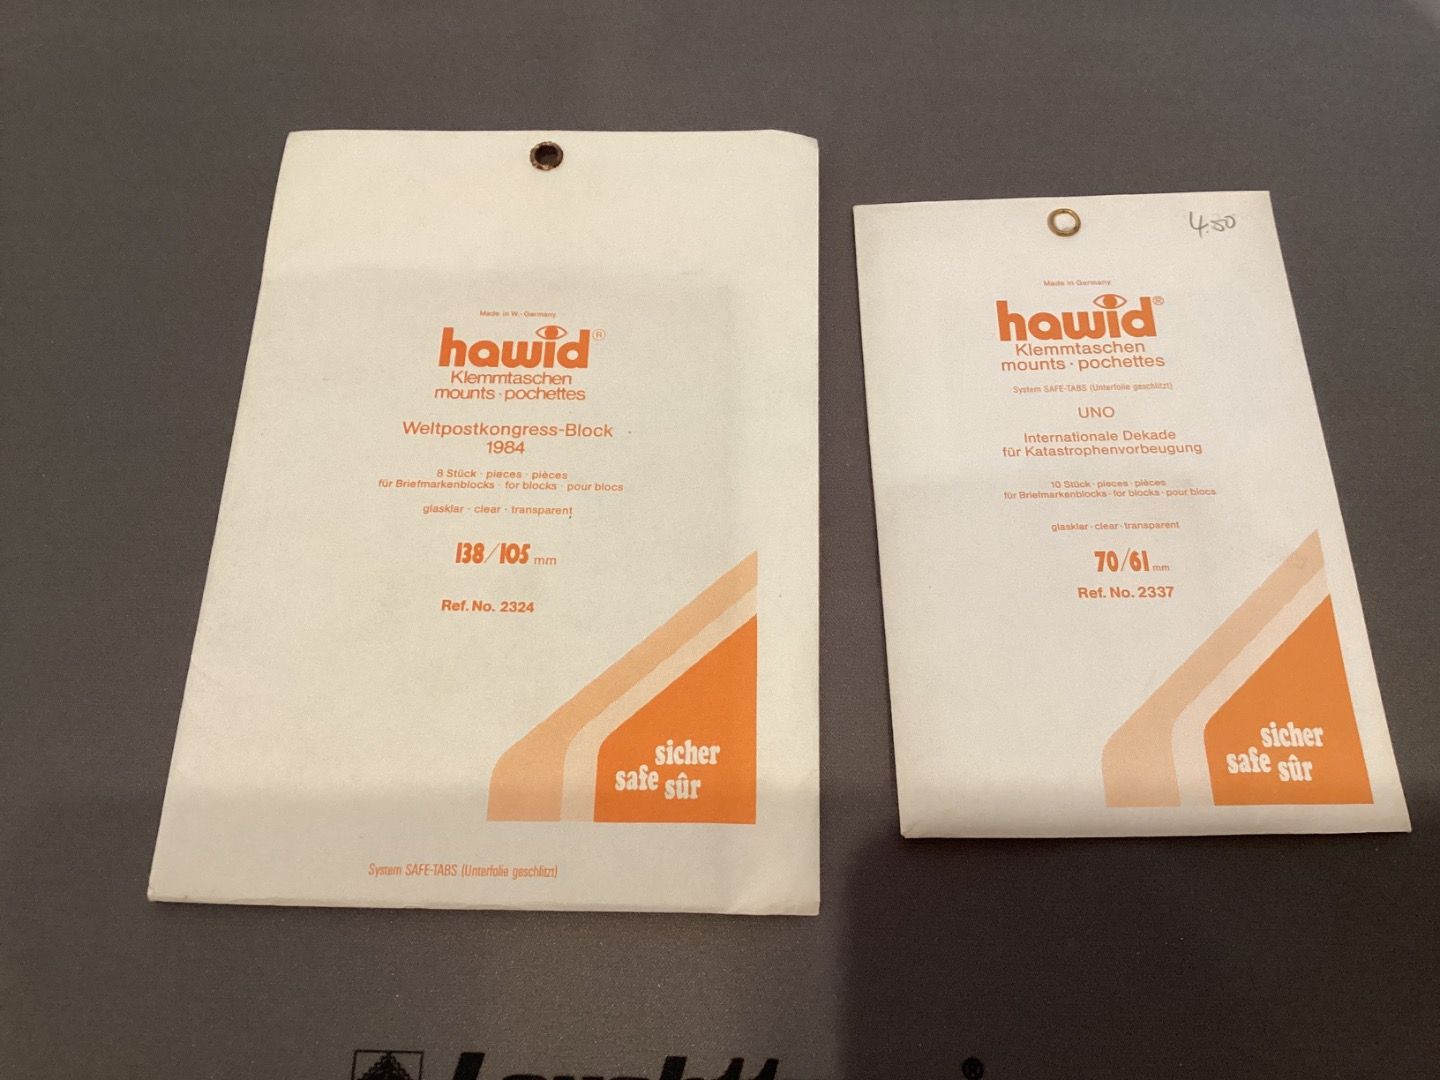 Made in W.-Germany
hawid®
Klemmtaschen
mounts · pochettes
Weltpostkongress-Block
1984
8 Stück · pieces · pièces
für Briefmarkenblocks · for blocks · pour blocs
glasklar · clear · transparent
138/105 mm
Ref. No. 2324
sicher
safe sûr
System SAFE-TABS (Unterfolie geschlitzt)
4.50
Made in Germany
hawid®
Klemmtaschen
mounts · pochettes
System SAFE-TABS (Unterfolie geschlitzt)
UNO
Internationale Dekade
für Katastrophenvorbeugung
10 Stück · pieces · pièces
für Briefmarkenblocks · for blocks · pour blocs
glasklar · clear · transparent
70/61 mm
Ref. No. 2337
sicher
safe sûr